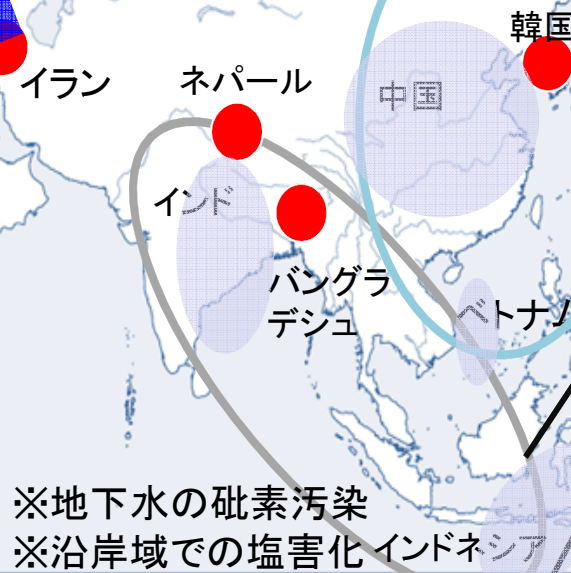 韓国
イラン
ネパール
中国
インド
バングラ
デシュ
ベトナム
※地下水の砒素汚染
※沿岸域での塩害化
インドネシア